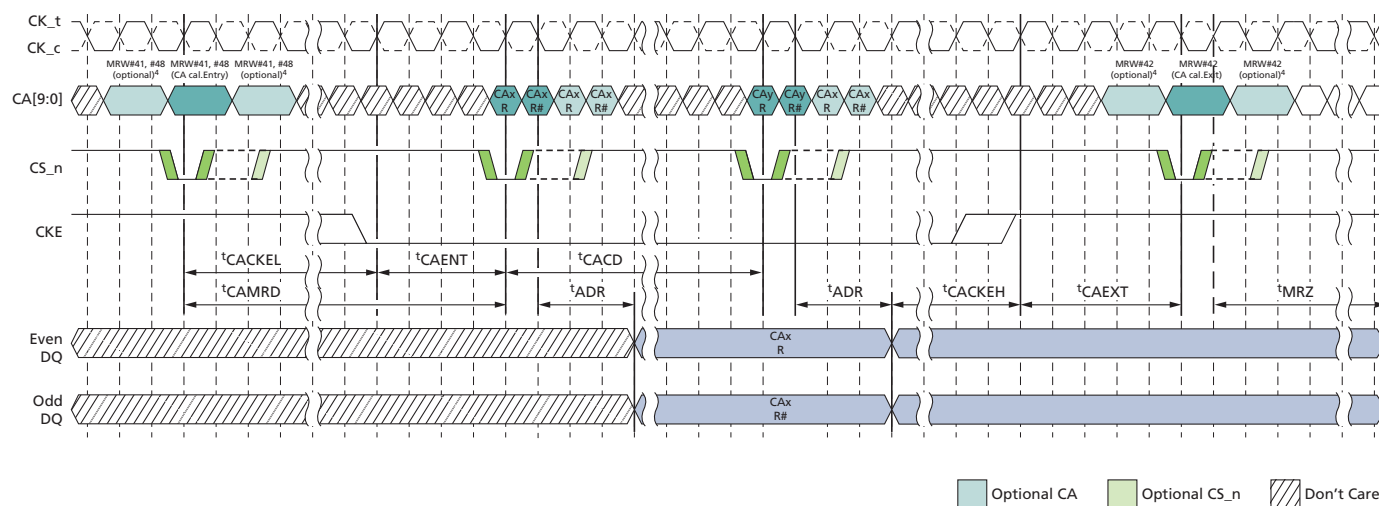 CK_t
CK_c
MRW#41, #48 MRW#41, #48 MRW#41, #48
(optional)4 (CA cal.Entry) (optional)4
MRW#42 MRW#42 MRW#42
(optional)4 (CA cal.Exit) (optional)4
CA[9:0]
CAx CAx CAx CAx
R R# R R#
CAy CAy CAx CAx
R R# R R#
CS_n
CKE
tCACKEL tCAENT tCACD
tCAMRD tADR tADR tCACKEH tCAEXT tMRZ
Even
DQ
CAx
R
Odd
DQ
CAx
R#
Optional CA Optional CS_n Don't Care